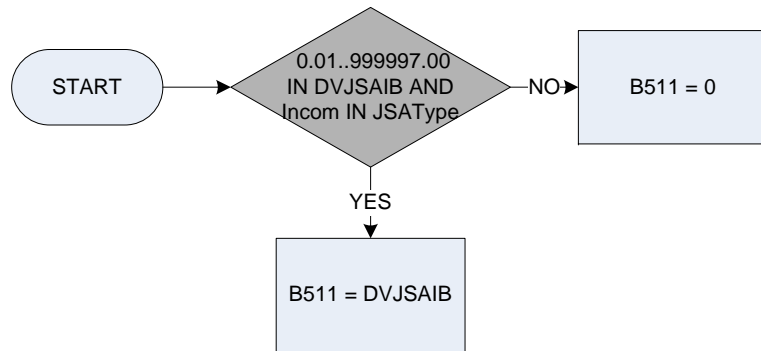 START
0.01..999997.00
IN DVJSAIB AND
Incom IN JSAType
NO
B511 = 0
YES
B511 = DVJSAIB